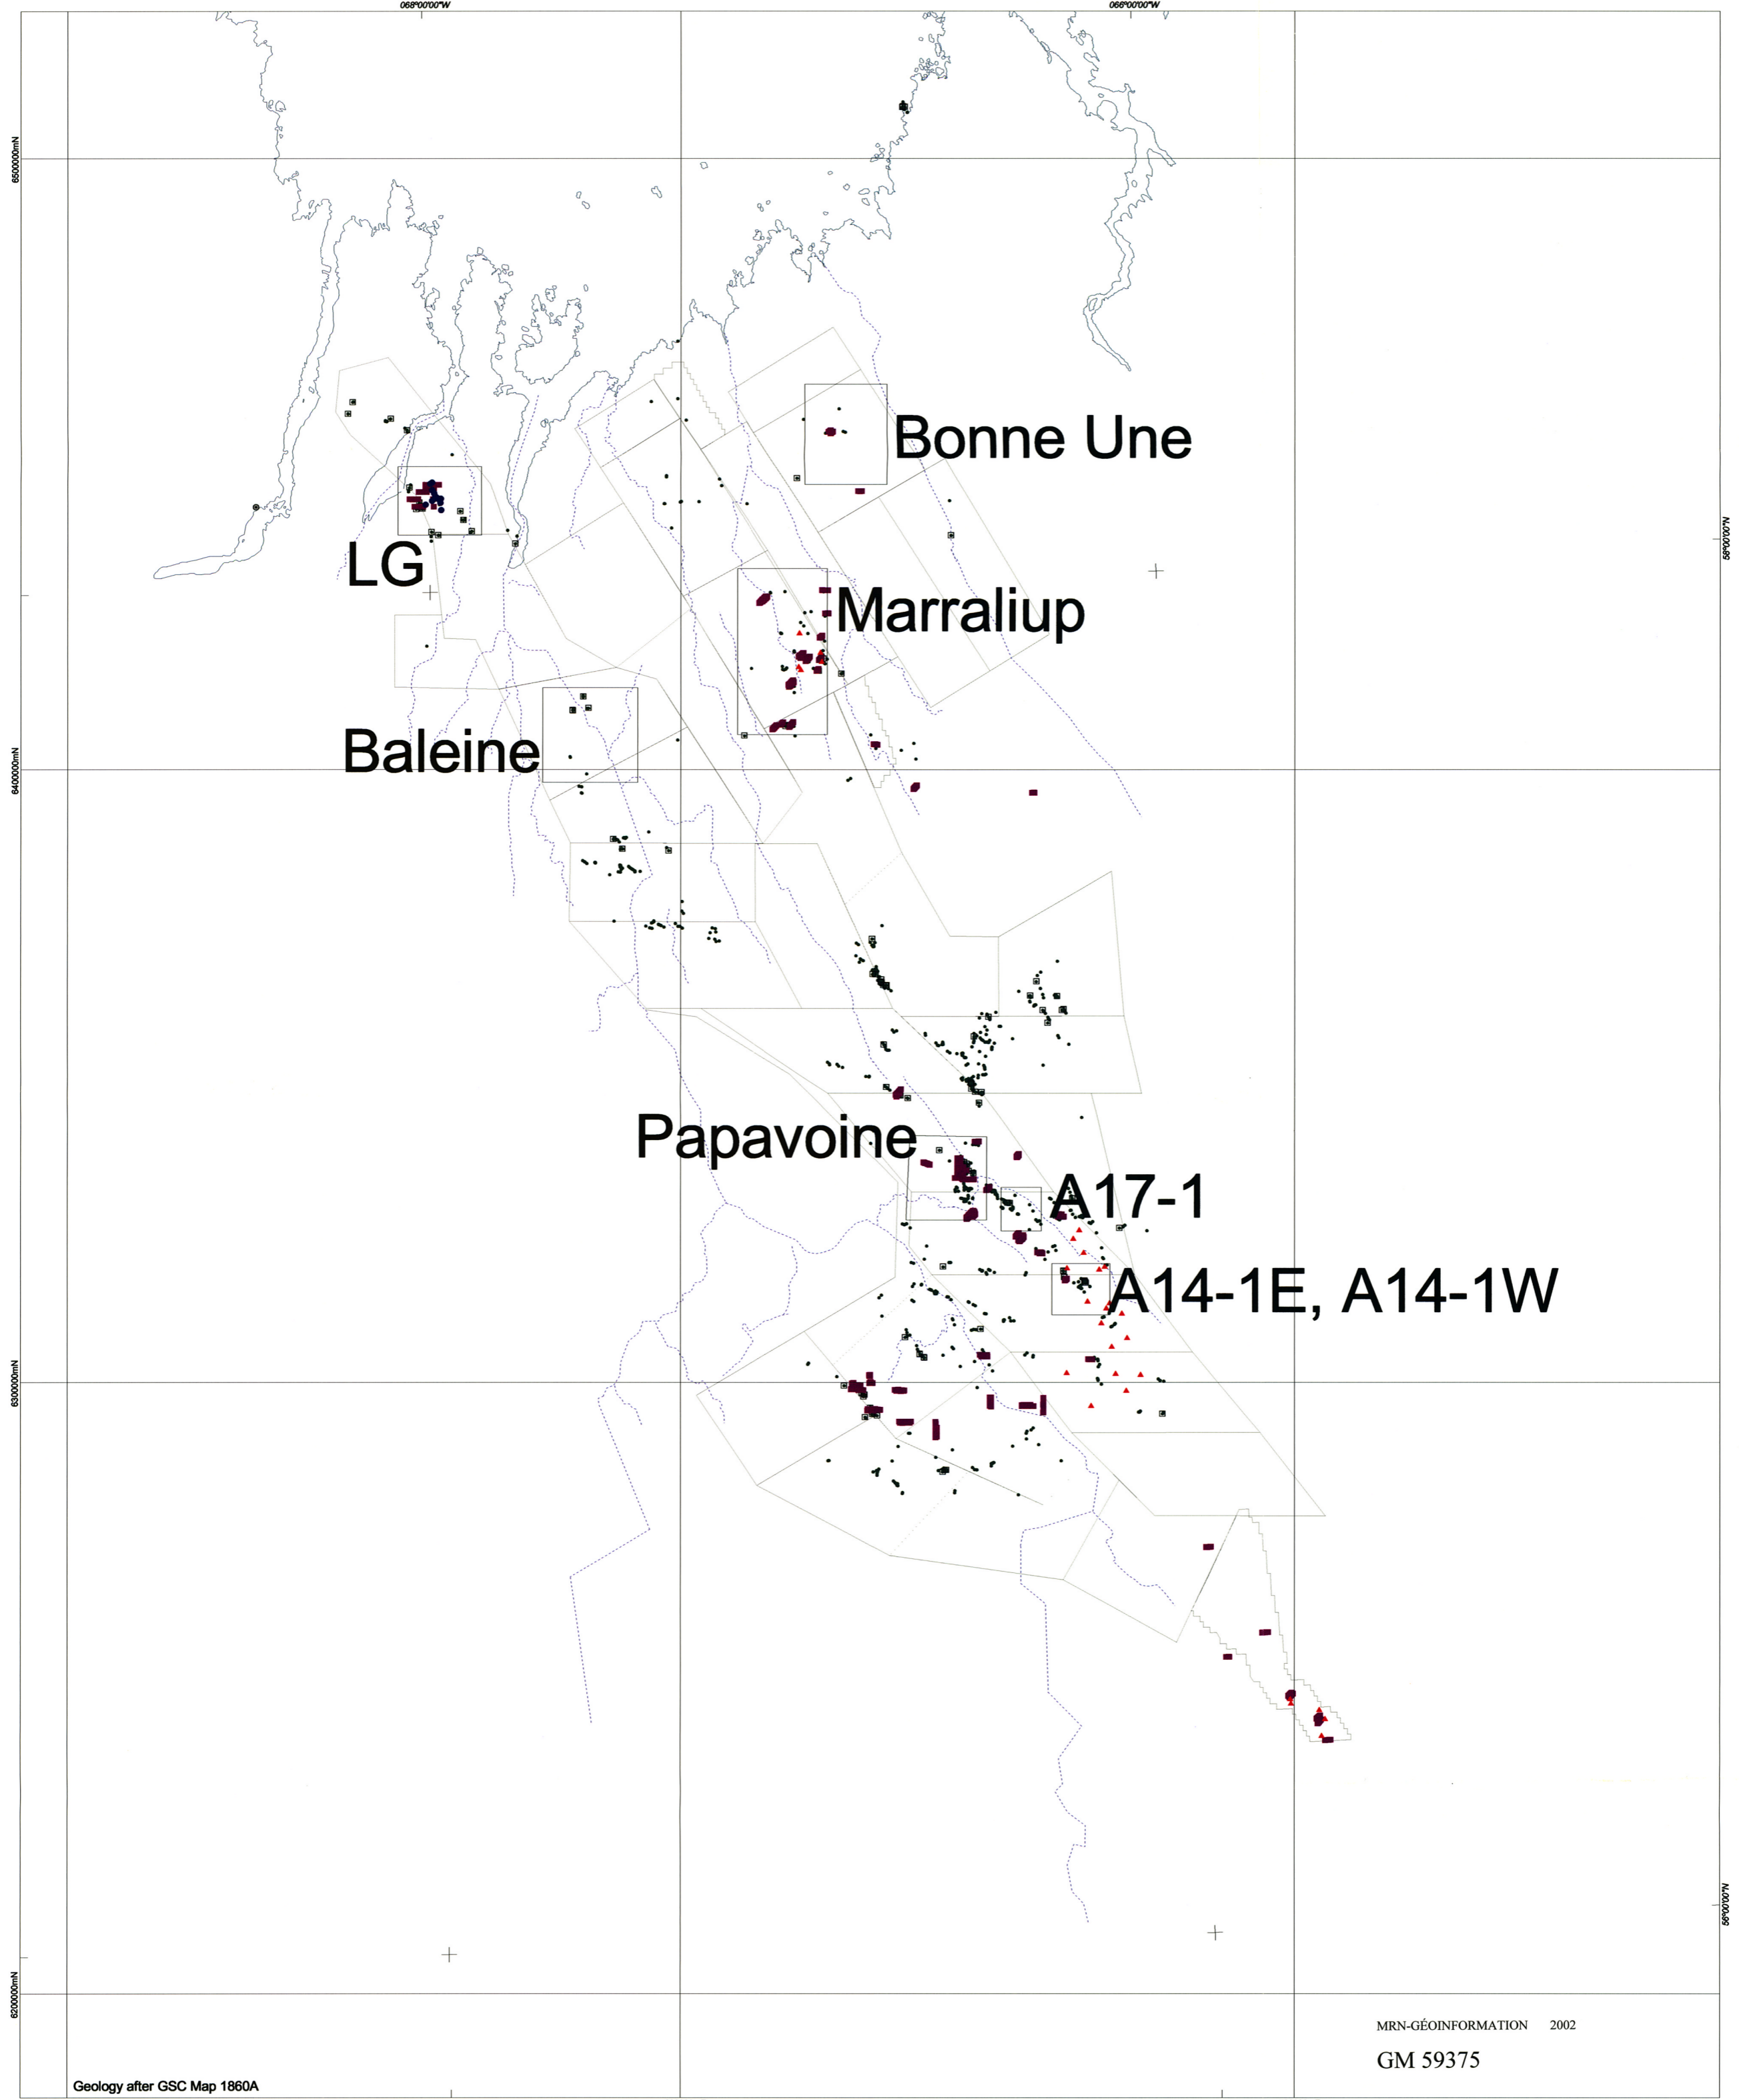 068°00'00"W
066°00'00"W
6500000mN
Bonne Une
58°00'00"N
LG
Marraliup
Baleine
6400000mN
Papavoine
A17-1
A14-1E, A14-1W
6300000mN
56°00'00"N
6200000mN
MRN-GÉOINFORMATION 2002
GM 59375
Geology after GSC Map 1860A